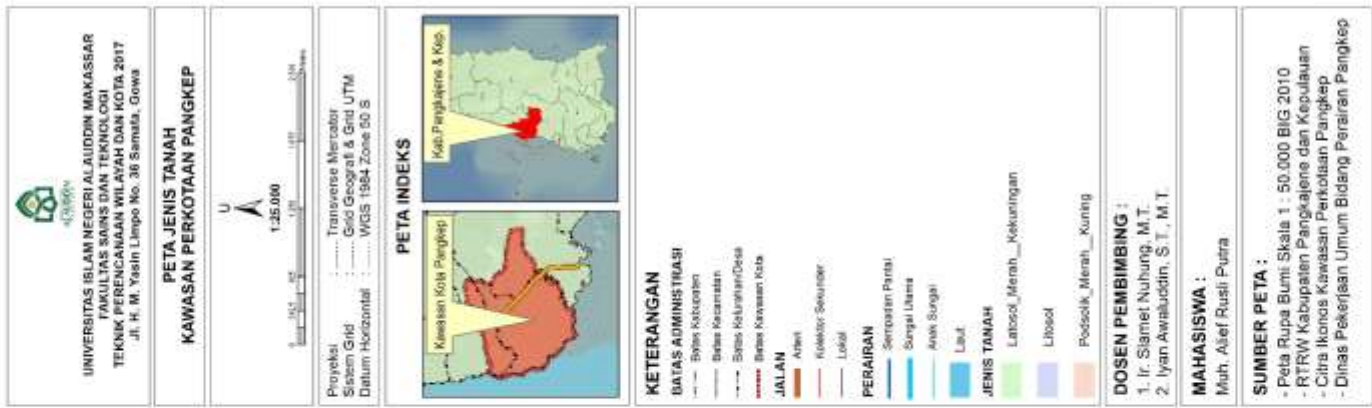 UNIVERSITAS ISLAM NEGERI ALAUDDIN MAKASSAR
FAKULTAS SAINS DAN TEKNOLOGI
TEKNIK PERENCANAAN WILAYAH DAN KOTA 2017
Jl. H. M. Yasin Limpo No. 36 Samata, Gowa
PETA JENIS TANAH
KAWASAN PERKOTAAN PANGKEP
U
1:25.000
Proyeksi : ........ Transverse Mercator
Sistem Grid : ........ Grid Geografi & Grid UTM
Datum Horizontal : ........ WGS 1984 Zone 50 S
PETA INDEKS
Kawasan Kota Pangkep
Kab.Pangkajene & Kep.
KETERANGAN
BATAS ADMINISTRASI
Batas Kabupaten
Batas Kecamatan
Batas Kelurahan/Desa
Batas Kawasan Kota
JALAN
Arteri
Kolektor Sekunder
Lokal
PERAIRAN
Sempadan Pantai
Sungai Utama
Anak Sungai
Laut
JENIS TANAH
Latosol_Merah__Kekuningan
Litosol
Podsolik_Merah__Kuning
DOSEN PEMBIMBING :
1. Ir. Slamet Nuhung, M.T.
2. Iyan Awaluddin, S.T., M.T.
MAHASISWA :
Muh. Alief Rusli Putra
SUMBER PETA :
- Peta Rupa Bumi Skala 1 : 50.000 BIG 2010
- RTRW Kabupaten Pangkajene dan Kepulauan
- Citra Ikonos Kawasan Perkotaan Pangkep
- Dinas Pekerjaan Umum Bidang Perairan Pangkep